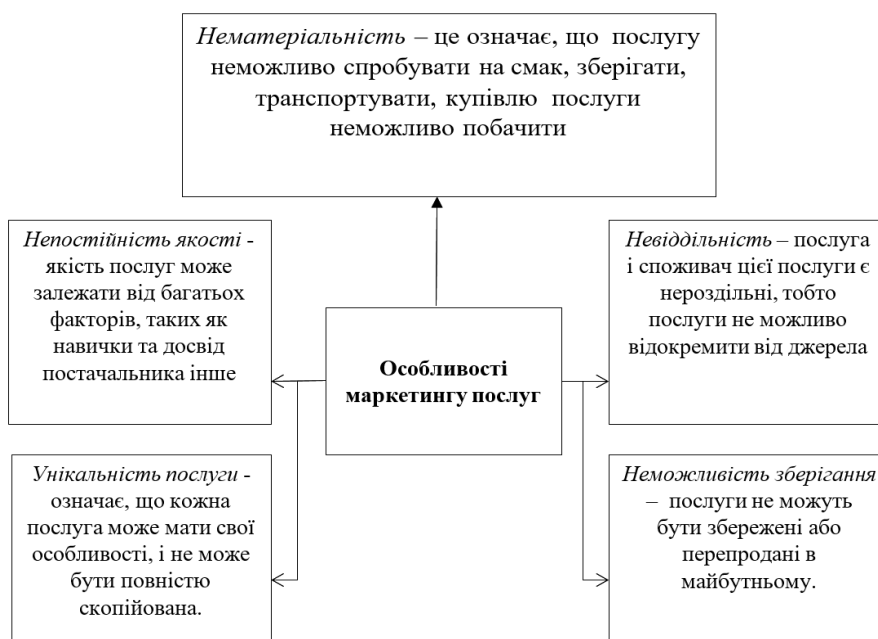 Нематеріальність – це означає, що послугу
неможливо спробувати на смак, зберігати,
транспортувати, купівлю послуги
неможливо побачити
Непостійність якості -
якість послуг може
залежати від багатьох
факторів, таких як
навички та досвід
постачальника інше
Невіддільність – послуга
і споживач цієї послуги є
нероздільні, тобто
послуги не можливо
відокремити від джерела
Особливості
маркетингу послуг
Унікальність послуги -
означає, що кожна
послуга може мати свої
особливості, і не може
бути повністю
скопійована.
Неможливість зберігання
– послуги не можуть
бути збережені або
перепродані в
майбутньому.